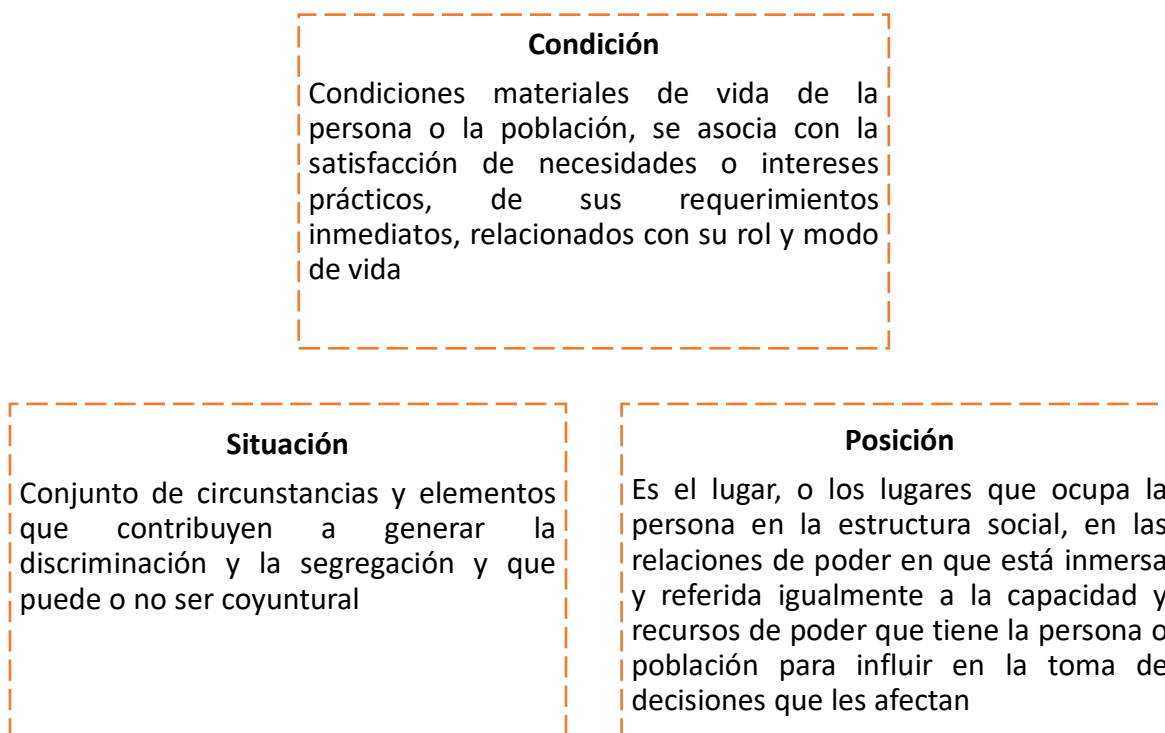 Condición
Condiciones materiales de vida de la
persona o la población, se asocia con la
satisfacción de necesidades o intereses
prácticos, de sus requerimientos
inmediatos, relacionados con su rol y modo
de vida
Situación
Conjunto de circunstancias y elementos
que contribuyen a generar la
discriminación y la segregación y que
puede o no ser coyuntural
Posición
Es el lugar, o los lugares que ocupa la
persona en la estructura social, en las
relaciones de poder en que está inmersa
y referida igualmente a la capacidad y
recursos de poder que tiene la persona o
población para influir en la toma de
decisiones que les afectan